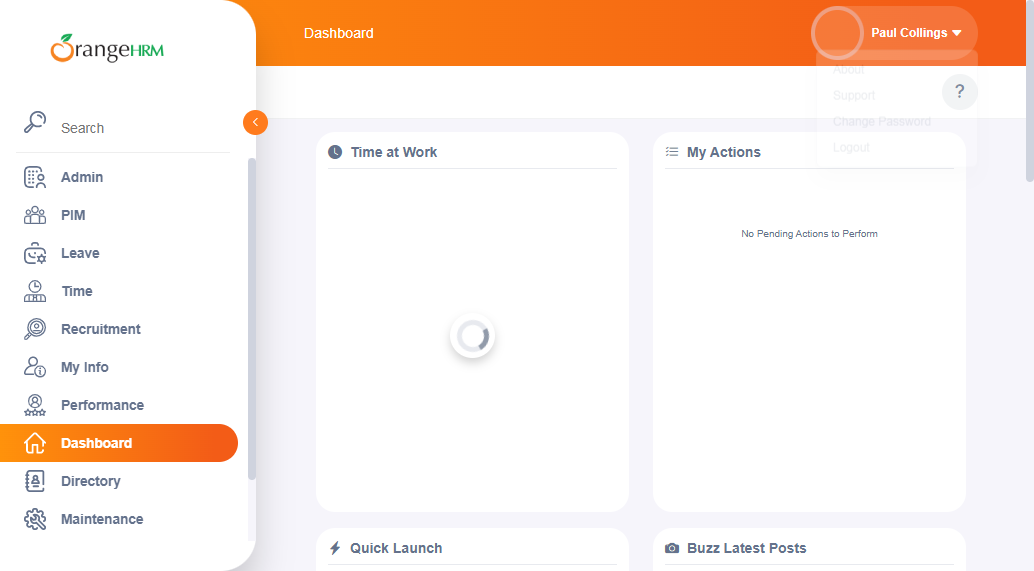 OrangeHRM
Dashboard
Paul Collings
About
Support
Change Password
Logout
?
Search
Admin
PIM
Leave
Time
Recruitment
My Info
Performance
Dashboard
Directory
Maintenance
Time at Work
My Actions
No Pending Actions to Perform
Quick Launch
Buzz Latest Posts